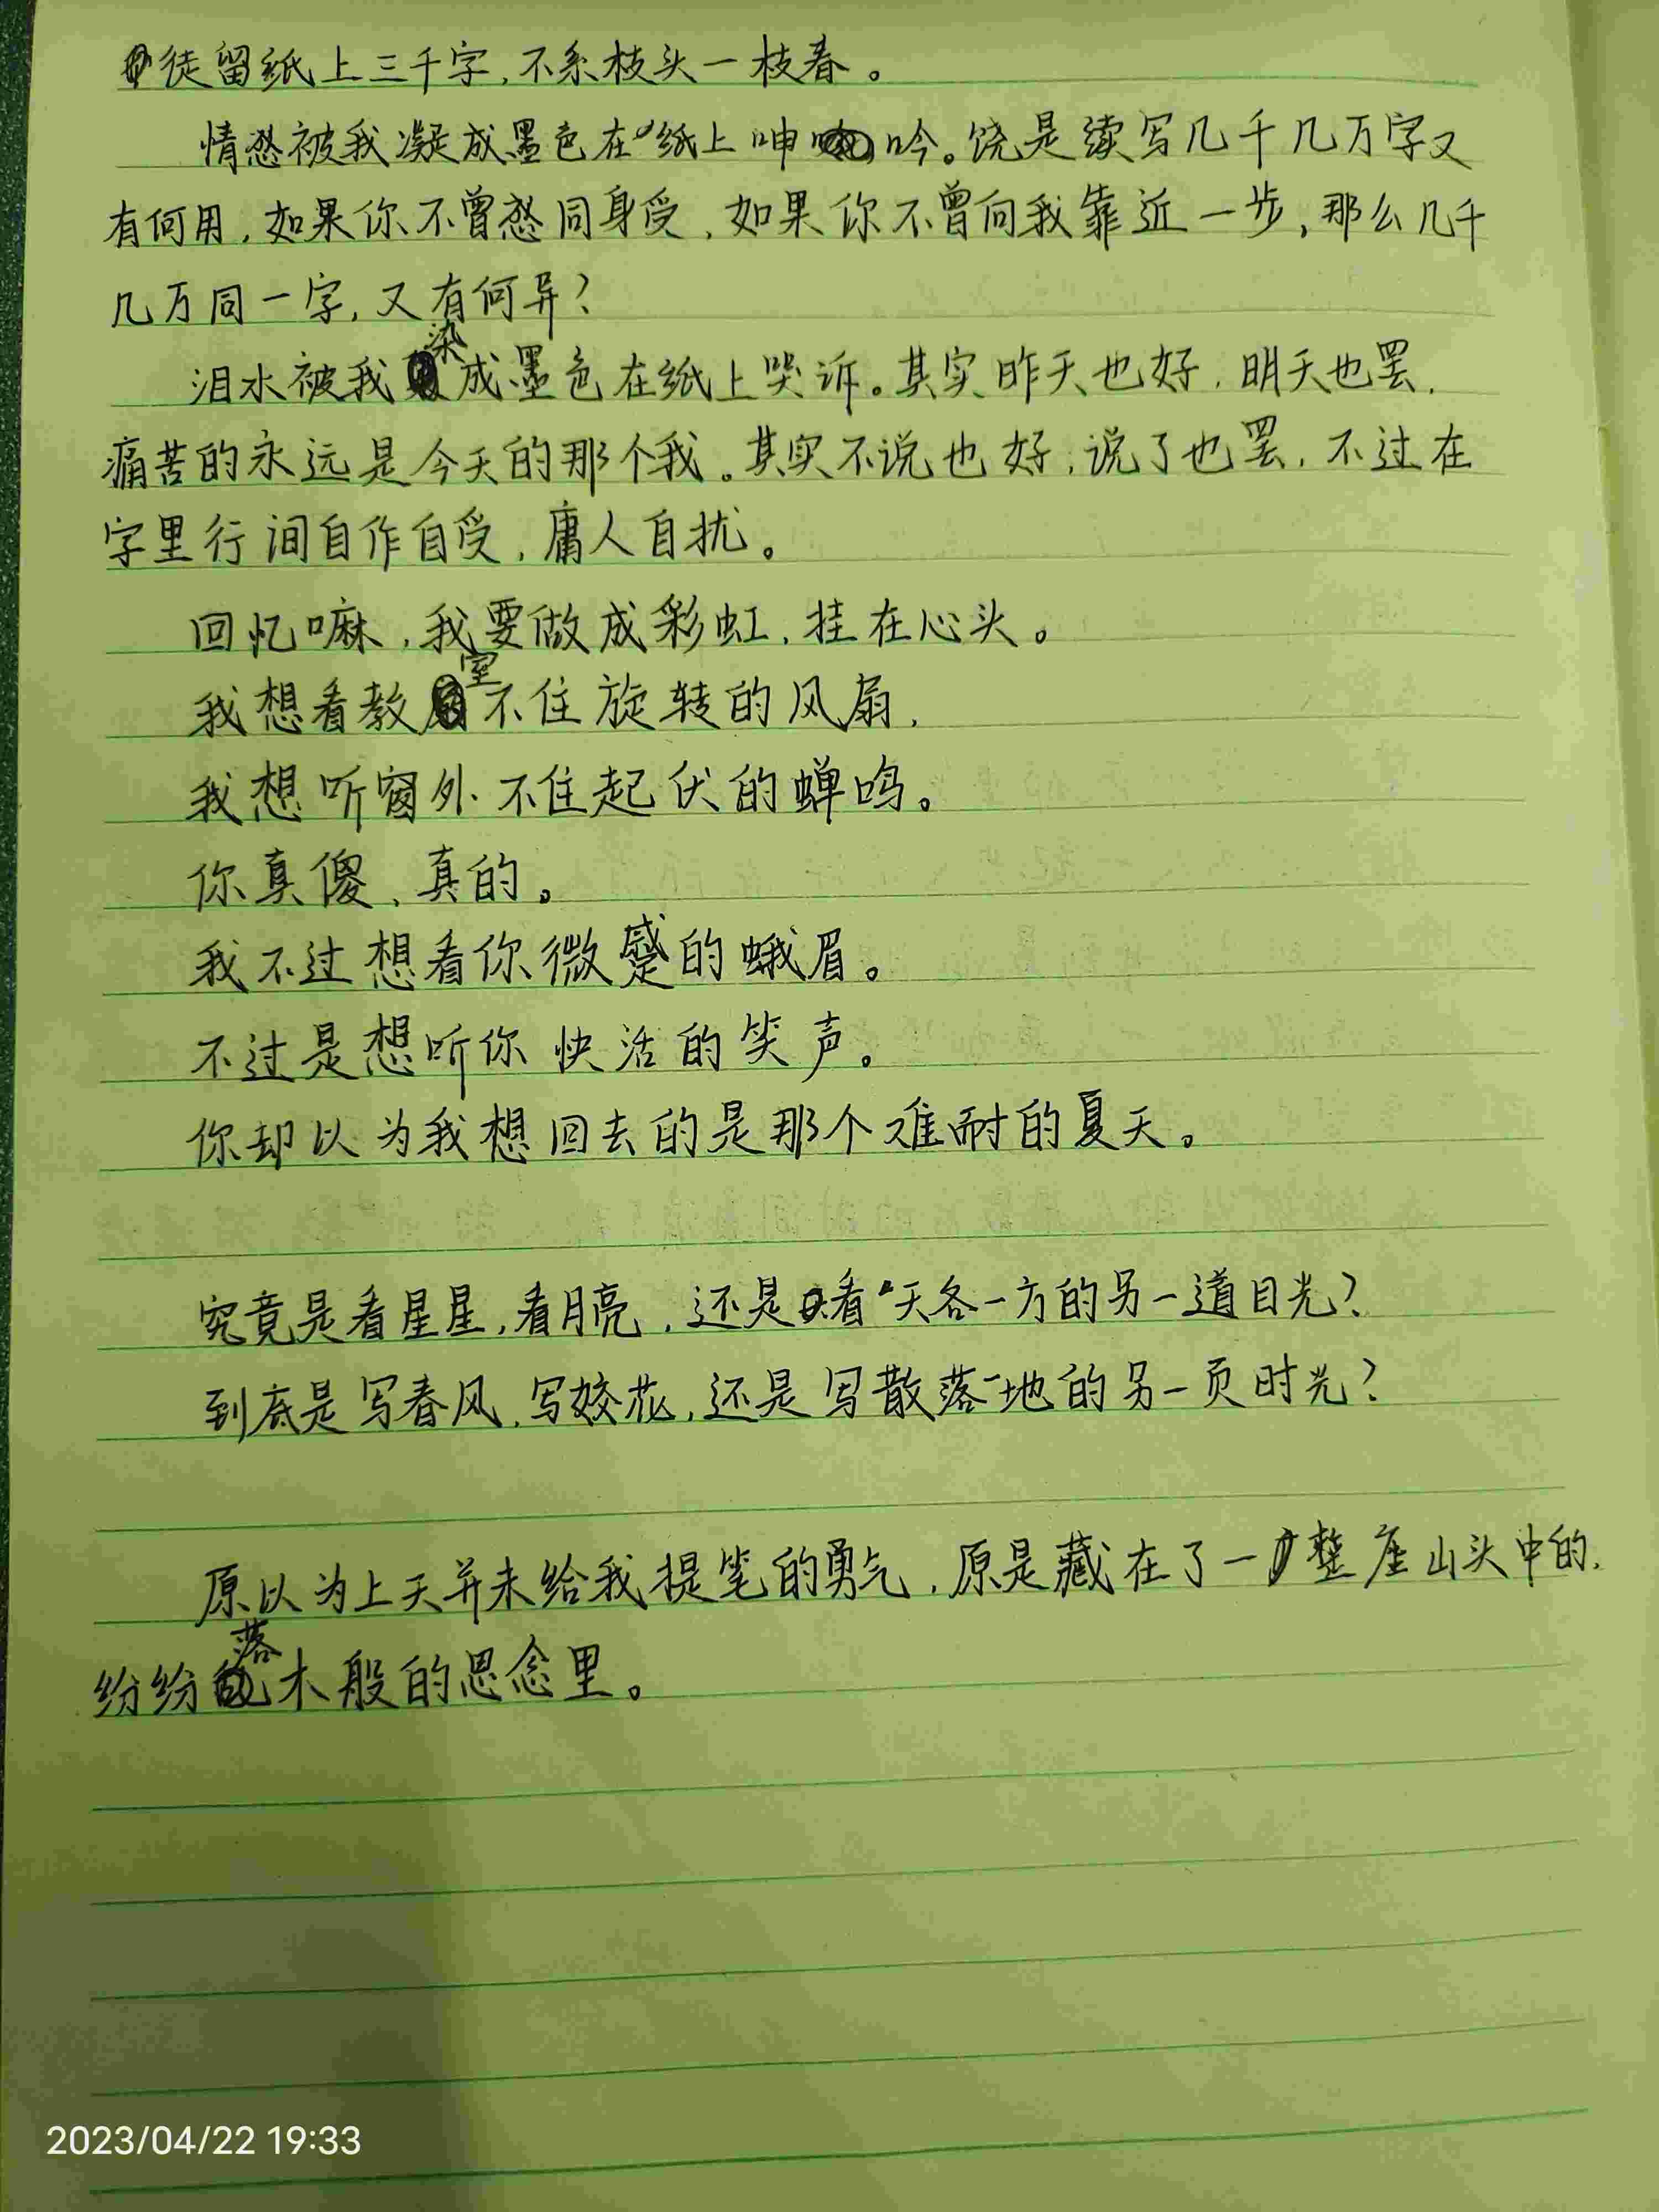 徒留纸上三千字，不系枝头一枝春。
情愁被我凝成墨色在纸上呻吟。饶是续写几千几万字又
有何用，如果你不曾愁同身受，如果你不曾向我靠近一步，那么几千
几万同一字，又有何异？
泪水被我染成墨色在纸上哭诉。其实昨天也好，明天也罢，
痛苦的永远是今天的那个我。其实不说也好，说了也罢，不过在
字里行间自作自受，庸人自扰。
回忆嘛，我要做成彩虹，挂在心头。
我想看教室不住旋转的风扇，
我想听窗外不住起伏的蝉鸣。
你真傻，真的。
我不过想看你微蹙的蛾眉。
不过是想听你快活的笑声。
你却以为我想回去的是那个难耐的夏天。
究竟是看星星，看月亮，还是看天各一方的另一道目光？
到底是写春风，写姣花，还是写散落一地的另一页时光？
原以为上天并未给我提笔的勇气，原是藏在了一整座山头中的，
纷纷落木般的思念里。
2023/04/22 19:33